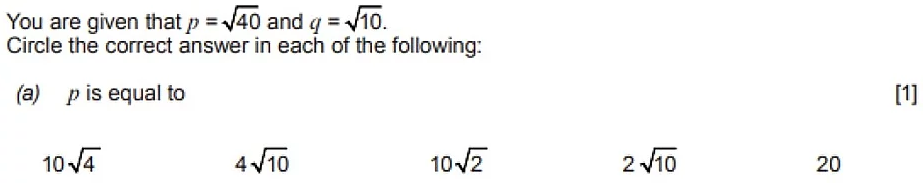 You are given that p = √40 and q = √10.
Circle the correct answer in each of the following:
(a) p is equal to [1]
10√4 4√10 10√2 2√10 20